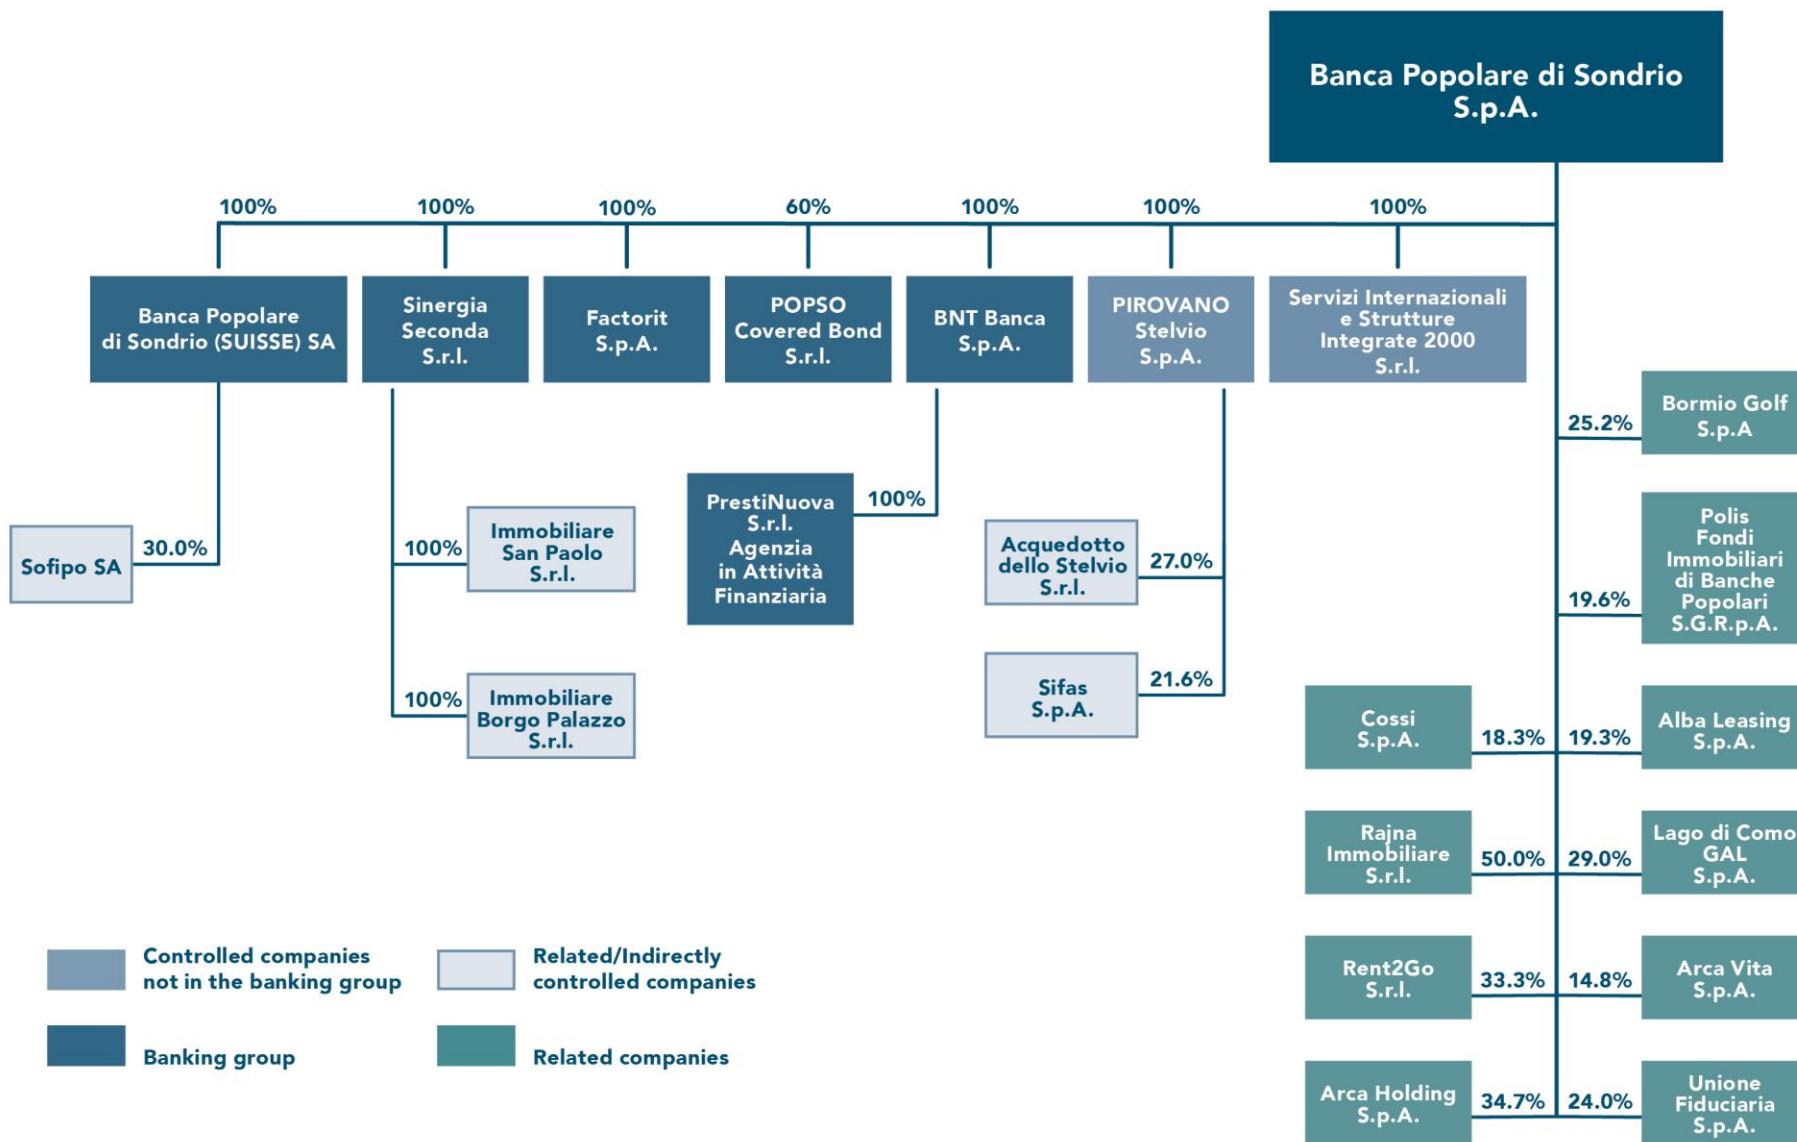 Banca Popolare di Sondrio
S.p.A.
100%
100%
100%
60%
100%
100%
100%
Banca Popolare
di Sondrio (SUISSE) SA
Sinergia
Seconda
S.r.l.
Factorit
S.p.A.
POPSO
Covered Bond
S.r.l.
BNT Banca
S.p.A.
PIROVANO
Stelvio
S.p.A.
Servizi Internazionali
e Strutture
Integrate 2000
S.r.l.
Sofipo SA
30.0%
100%
Immobiliare
San Paolo
S.r.l.
100%
Immobiliare
Borgo Palazzo
S.r.l.
PrestiNuova
S.r.l.
Agenzia
in Attività
Finanziaria
100%
Acquedotto
dello Stelvio
S.r.l.
27.0%
Sifas
S.p.A.
21.6%
25.2%
Bormio Golf
S.p.A
19.6%
Polis
Fondi
Immobiliari
di Banche
Popolari
S.G.R.p.A.
Cossi
S.p.A.
18.3%
19.3%
Alba Leasing
S.p.A.
Rajna
Immobiliare
S.r.l.
50.0%
29.0%
Lago di Como
GAL
S.p.A.
Rent2Go
S.r.l.
33.3%
14.8%
Arca Vita
S.p.A.
Arca Holding
S.p.A.
34.7%
24.0%
Unione
Fiduciaria
S.p.A.
Controlled companies
not in the banking group
Related/Indirectly
controlled companies
Banking group
Related companies